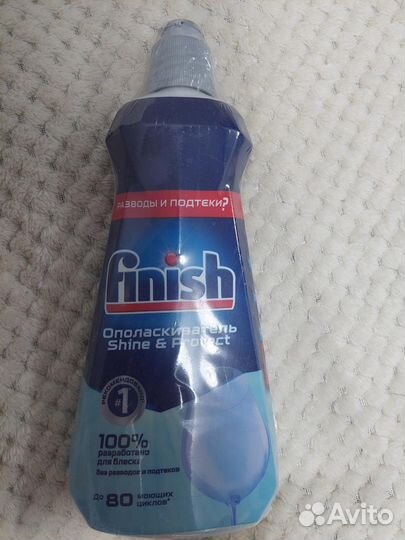 РАЗВОДЫ И ПОДТЕКИ?
finish
Ополаскиватель
Shine & Protect
РЕКОМЕНДОВАНО
#1
100%
разработано
для блеска
без разводов и подтеков
До 80 моющих
циклов*
Avito